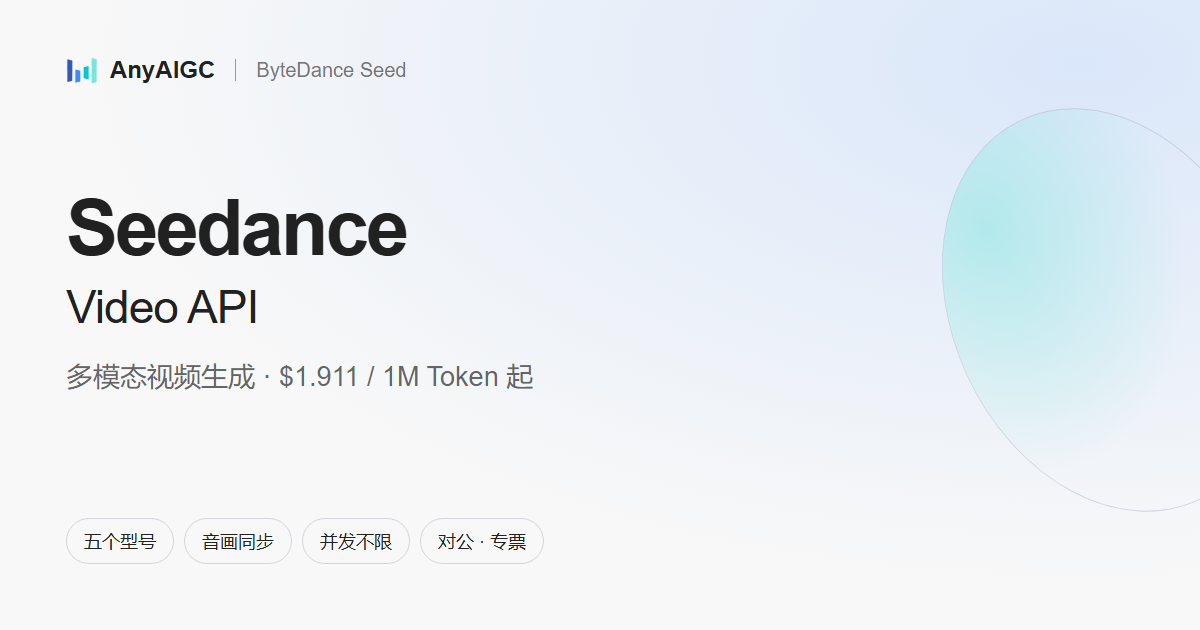 AnyAIGC | ByteDance Seed
Seedance
Video API
多模态视频生成 · $1.911 / 1M Token 起
五个型号 音画同步 并发不限 对公 · 专票